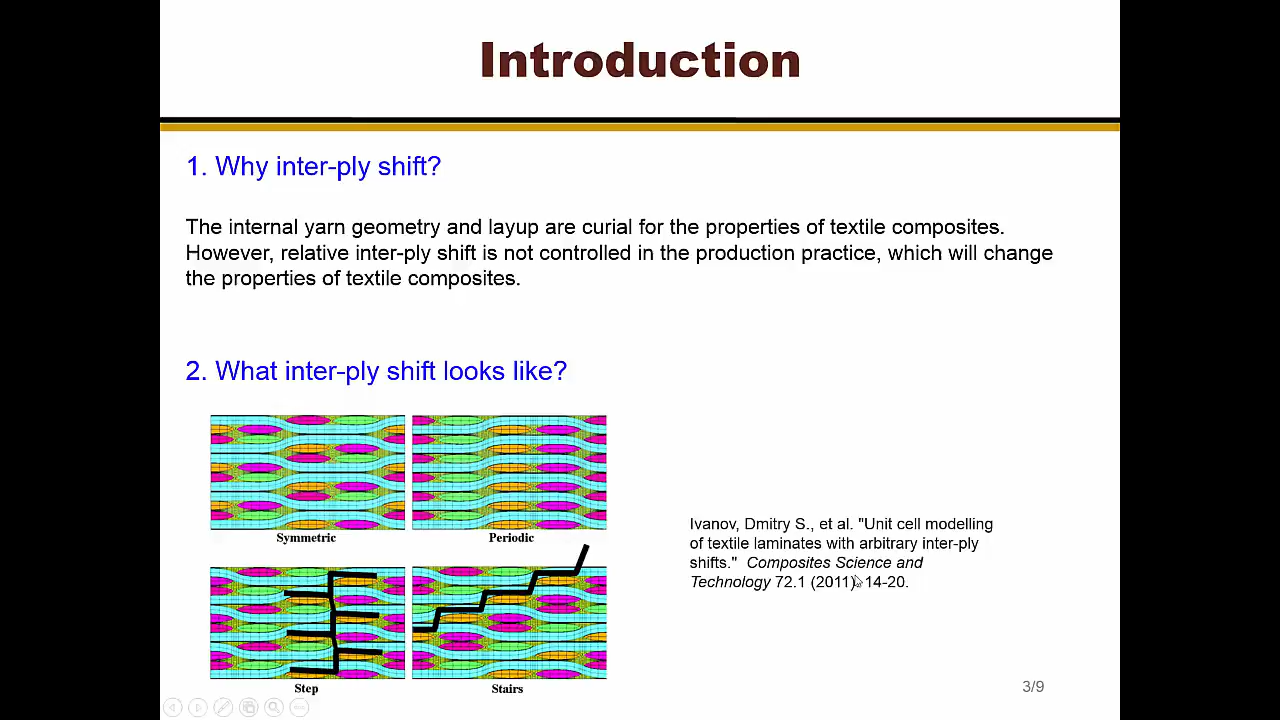 Introduction
1. Why inter-ply shift?
The internal yarn geometry and layup are curial for the properties of textile composites.
However, relative inter-ply shift is not controlled in the production practice, which will change
the properties of textile composites.
2. What inter-ply shift looks like?
Symmetric
Periodic
Step
Stairs
Ivanov, Dmitry S., et al. "Unit cell modelling
of textile laminates with arbitrary inter-ply
shifts." Composites Science and
Technology 72.1 (2011): 14-20.
3/9